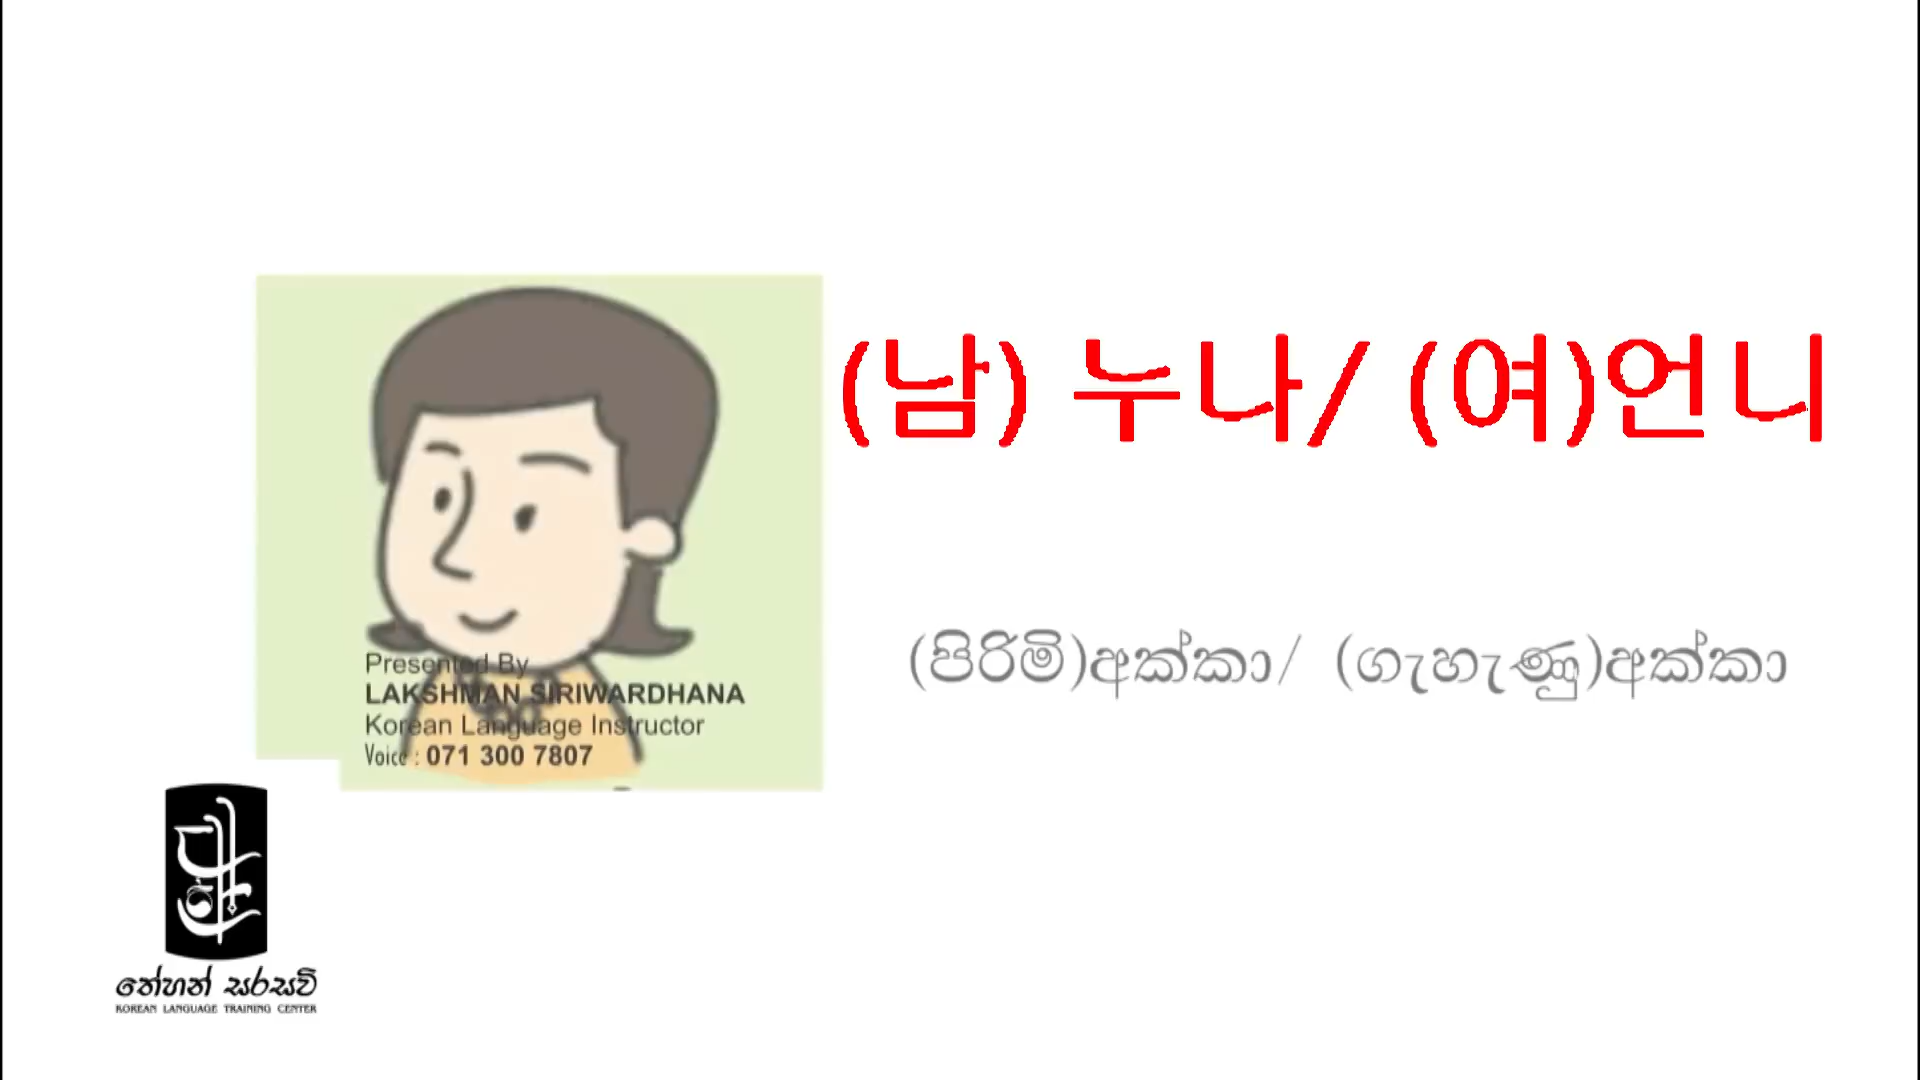 (남) 누나/ (여)언니
(පිරිමි)අක්කා/ (ගැහැණු)අක්කා
Presented By
LAKSHMAN SIRIWARDHANA
Korean Language Instructor
Voice : 071 300 7807
තේහන් සරසවි
KOREAN LANGUAGE TRAINING CENTER